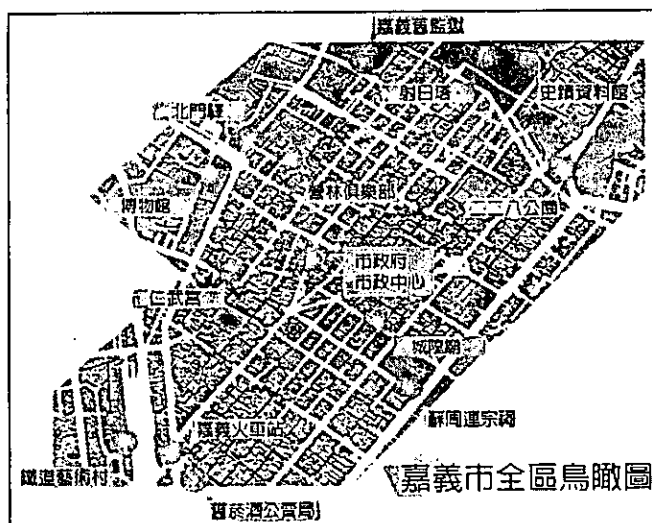 嘉義舊監獄
射日塔
史蹟資料館
北門驛
營林俱樂部
博物館
二二八公園
市政府
市政中心
仁武宮
城隍廟
蘇周連宗祠
嘉義火車站
鐵道藝術村
舊菸酒公賣局
嘉義市全區鳥瞰圖